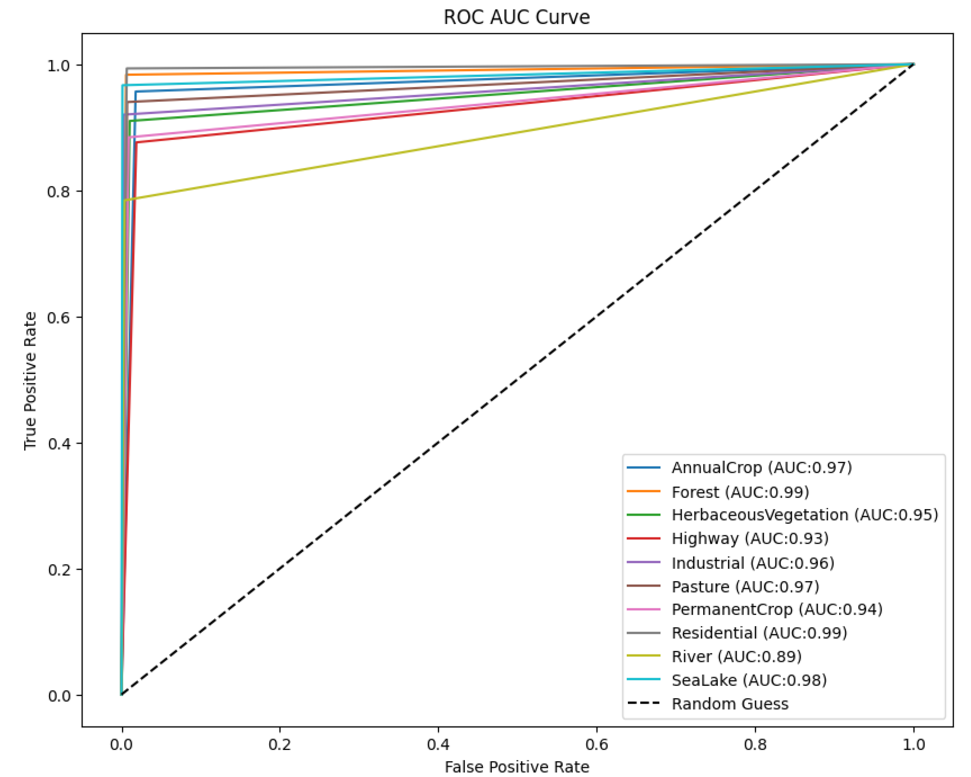 ROC AUC Curve
1.0
0.8
0.6
0.4
0.2
0.0
True Positive Rate
AnnualCrop (AUC:0.97)
Forest (AUC:0.99)
HerbaceousVegetation (AUC:0.95)
Highway (AUC:0.93)
Industrial (AUC:0.96)
Pasture (AUC:0.97)
PermanentCrop (AUC:0.94)
Residential (AUC:0.99)
River (AUC:0.89)
SeaLake (AUC:0.98)
Random Guess
0.0 0.2 0.4 0.6 0.8 1.0
False Positive Rate